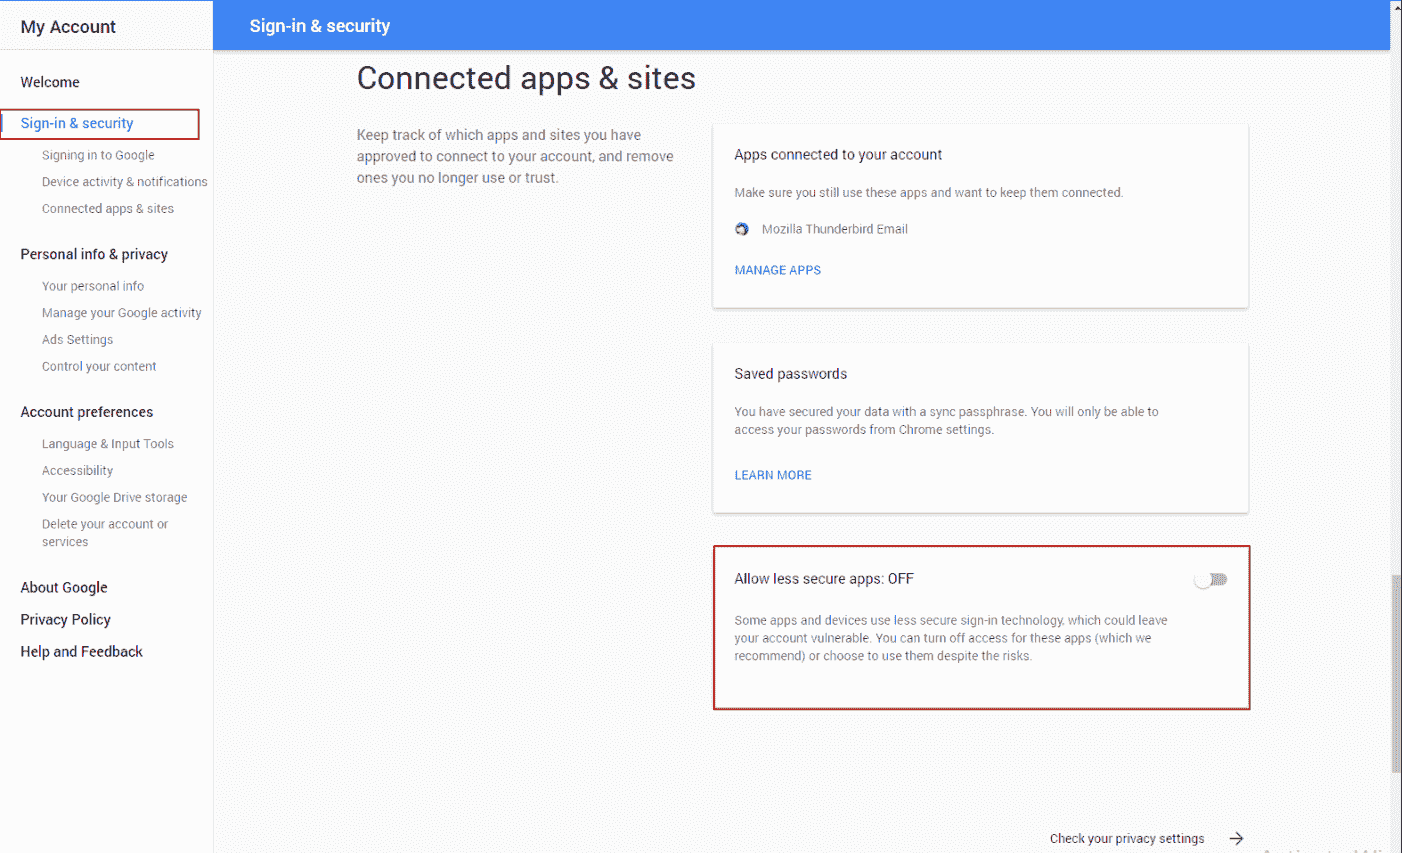 My Account
Sign-in & security
Welcome
Sign-in & security
Signing in to Google
Device activity & notifications
Connected apps & sites
Personal info & privacy
Your personal info
Manage your Google activity
Ads Settings
Control your content
Account preferences
Language & Input Tools
Accessibility
Your Google Drive storage
Delete your account or
services
About Google
Privacy Policy
Help and Feedback
Connected apps & sites
Keep track of which apps and sites you have
approved to connect to your account, and remove
ones you no longer use or trust.
Apps connected to your account
Make sure you still use these apps and want to keep them connected.
Mozilla Thunderbird Email
MANAGE APPS
Saved passwords
You have secured your data with a sync passphrase. You will only be able to
access your passwords from Chrome settings.
LEARN MORE
Allow less secure apps: OFF
Some apps and devices use less secure sign-in technology, which could leave
your account vulnerable. You can turn off access for these apps (which we
recommend) or choose to use them despite the risks.
Check your privacy settings